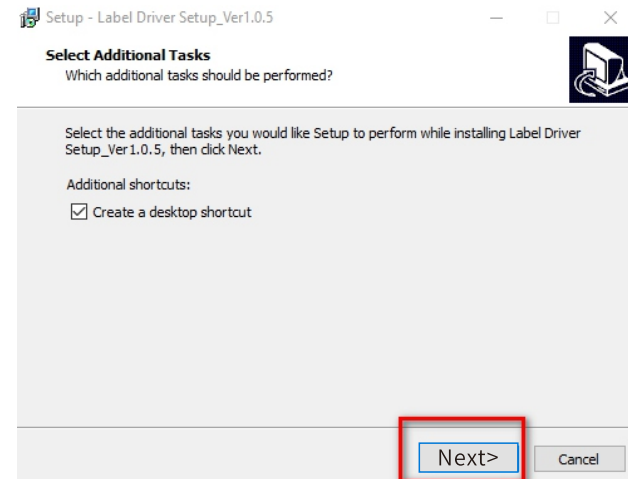 Setup - Label Driver Setup_Ver1.0.5
Select Additional Tasks
Which additional tasks should be performed?
Select the additional tasks you would like Setup to perform while installing Label Driver
Setup_Ver1.0.5, then click Next.
Additional shortcuts:
Create a desktop shortcut
Next>
Cancel